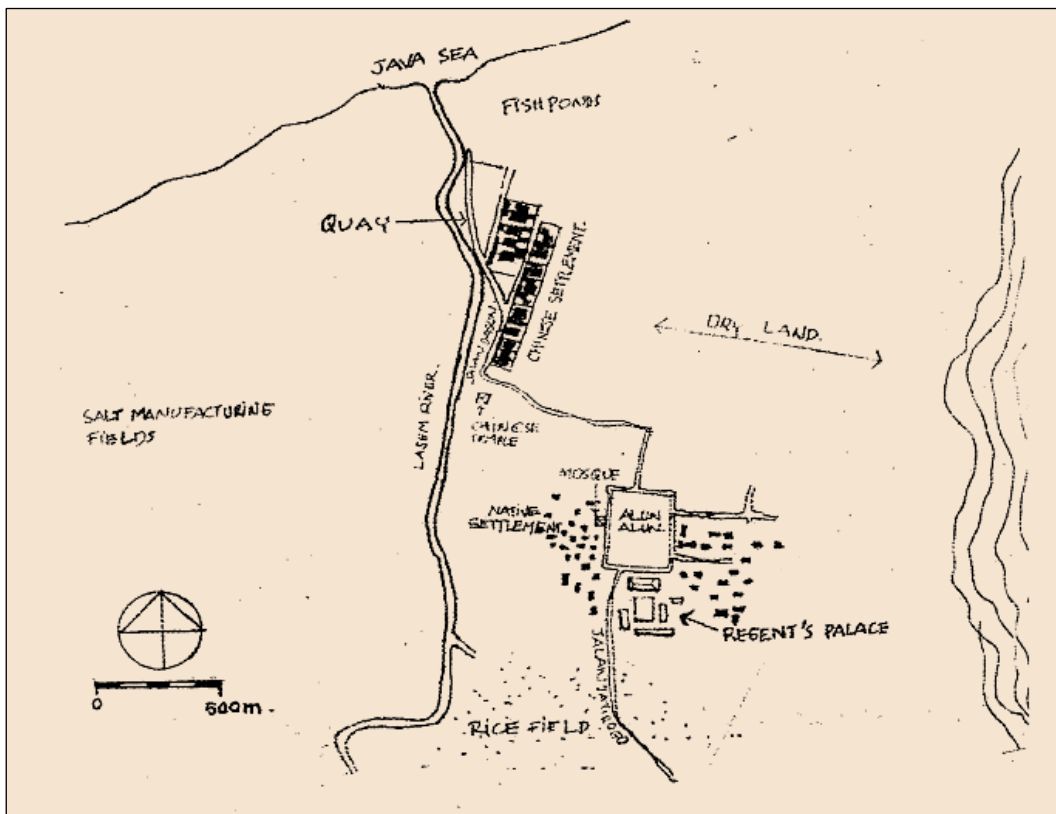 JAVA SEA
FISHPONDS
QUAY
CHINESE SETTLEMENT.
DRY LAND.
SALT MANUFACTURING
FIELDS
LASEM RIVER.
CHINESE
TEMPLE
MOSQUE
NATIVE
SETTLEMENT
ALUN
ALUN.
REGENT'S PALACE
JALAN
0
500m.
RICE FIELD